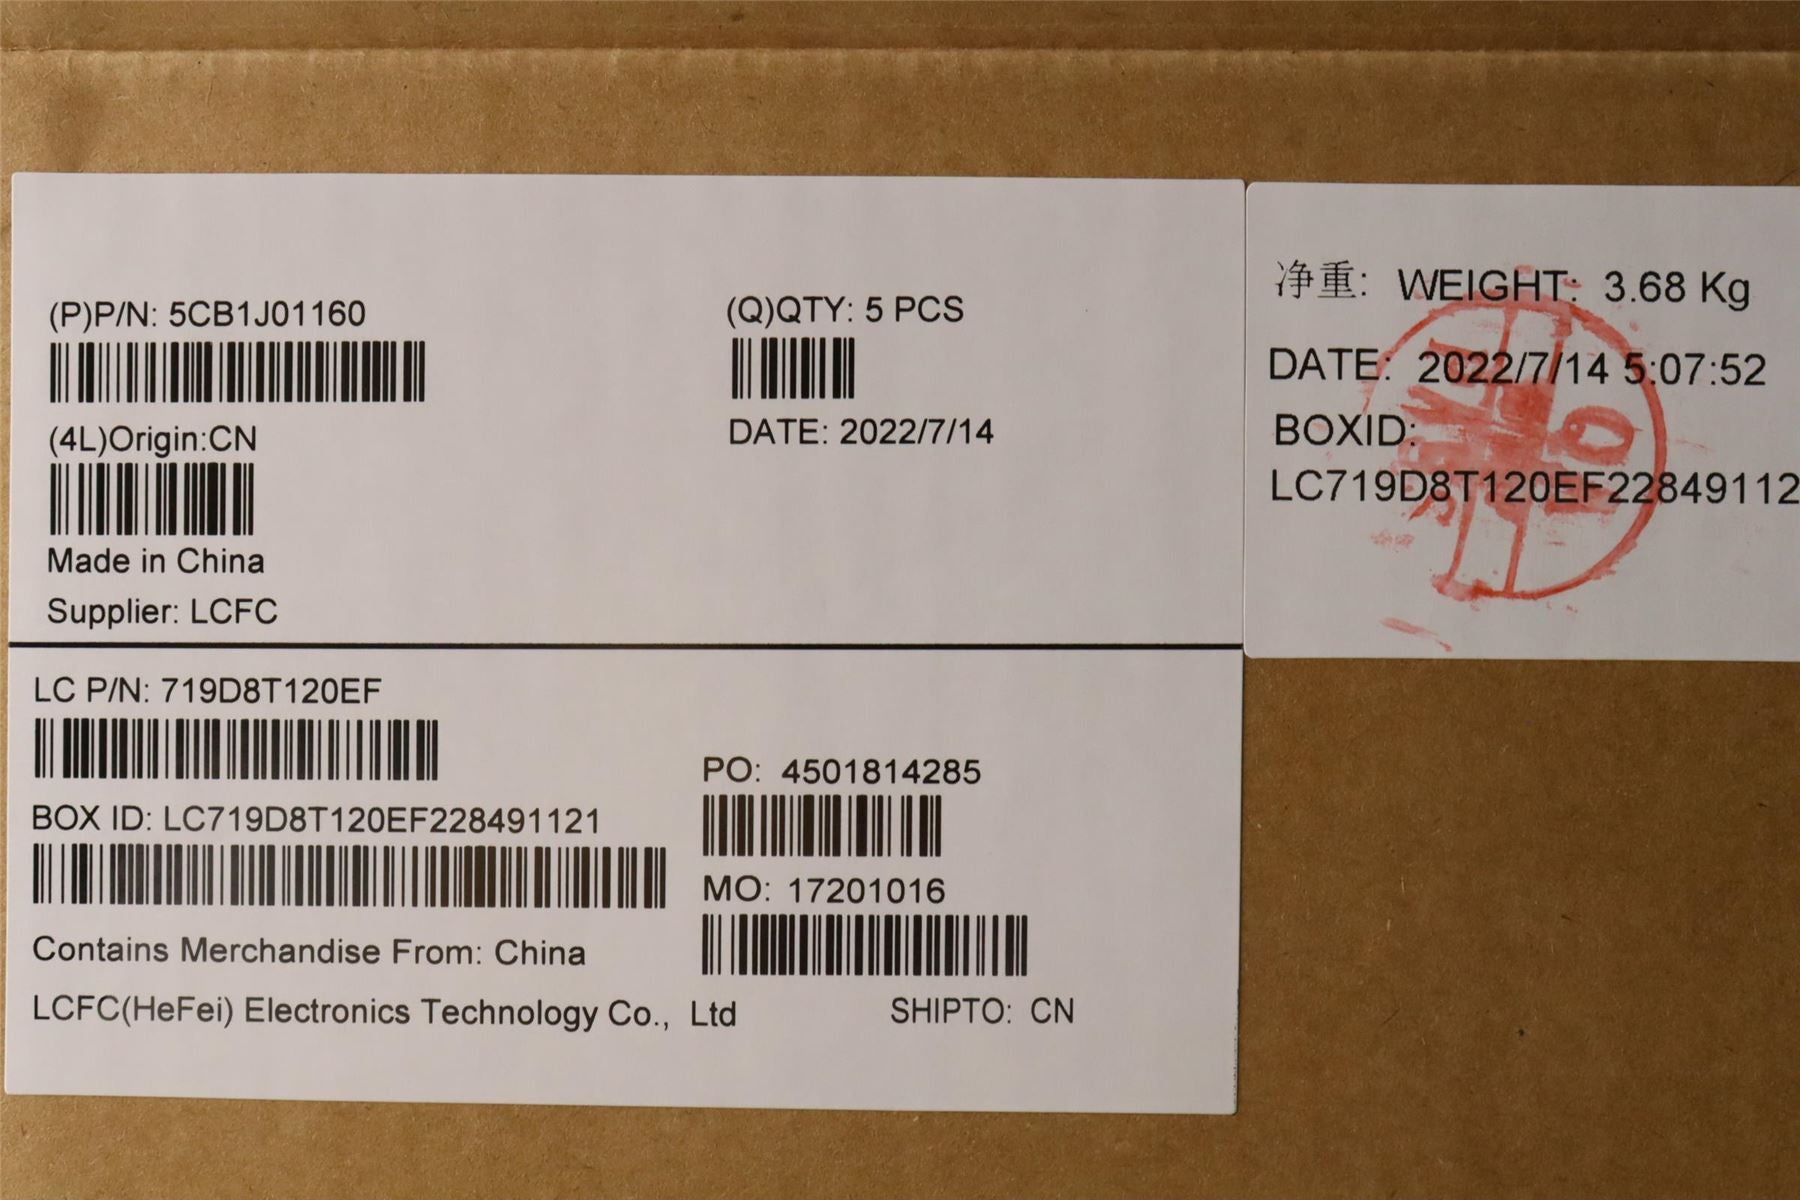 (P)P/N: 5CB1J01160
(Q)QTY: 5 PCS
(4L)Origin:CN
DATE: 2022/7/14
Made in China
Supplier: LCFC
LC P/N: 719D8T120EF
PO: 4501814285
BOX ID: LC719D8T120EF228491121
MO: 17201016
Contains Merchandise From: China
LCFC(HeFei) Electronics Technology Co., Ltd
SHIPTO: CN
净重: WEIGHT: 3.68 Kg
DATE: 2022/7/14 5:07:52
BOXID:
LC719D8T120EF22849112